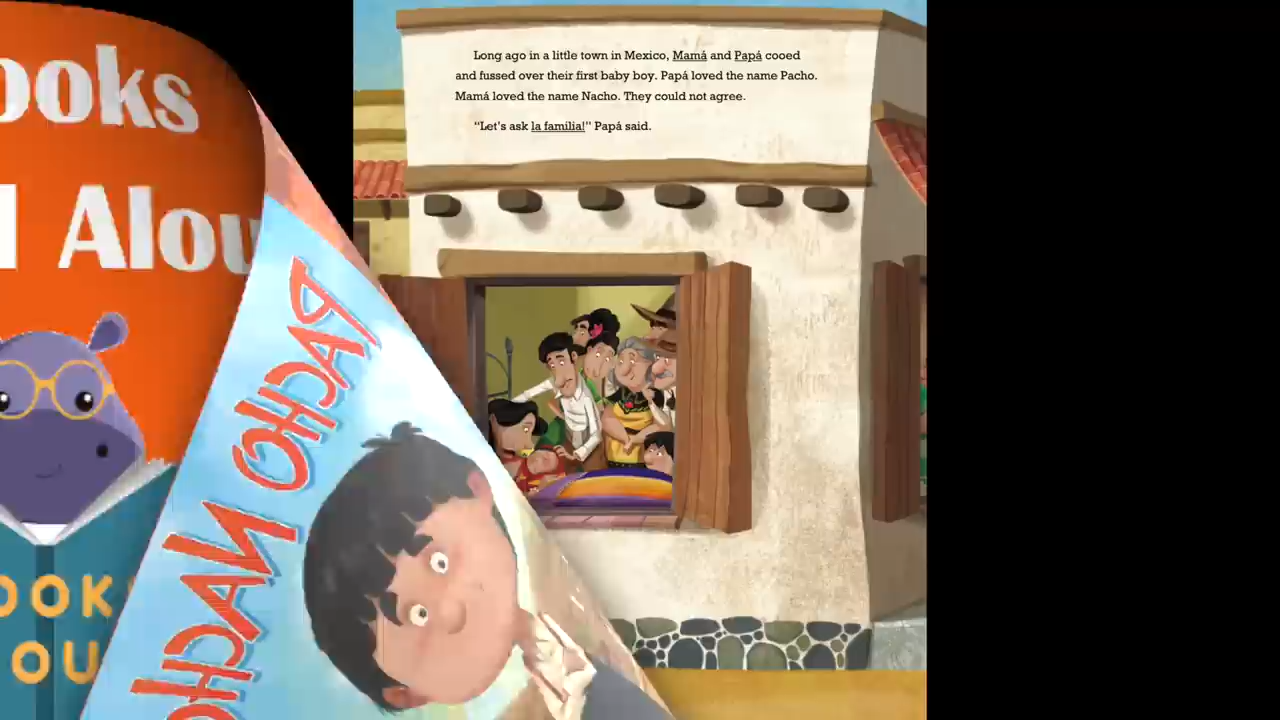 ooks
Alou
OOK
OU
PACHO
NACHO
Long ago in a little town in Mexico, Mamá and Papá cooed
and fussed over their first baby boy. Papá loved the name Pacho.
Mamá loved the name Nacho. They could not agree.
"Let's ask la familia!" Papá said.